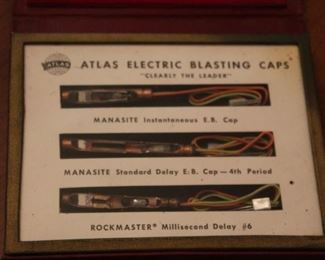 ATLAS
ATLAS ELECTRIC BLASTING CAPS
"CLEARLY THE LEADER"
MANASITE Instantaneous E.B. Cap
MANASITE Standard Delay E.B. Cap — 4th Period
ROCKMASTER® Millisecond Delay #6